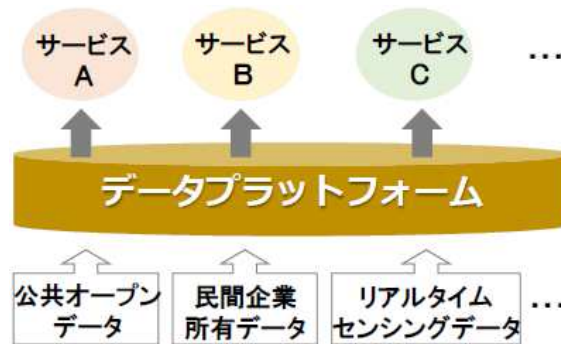 サービス
A
サービス
B
サービス
C
…
データプラットフォーム
公共オープン
データ
民間企業
所有データ
リアルタイム
センシングデータ
…